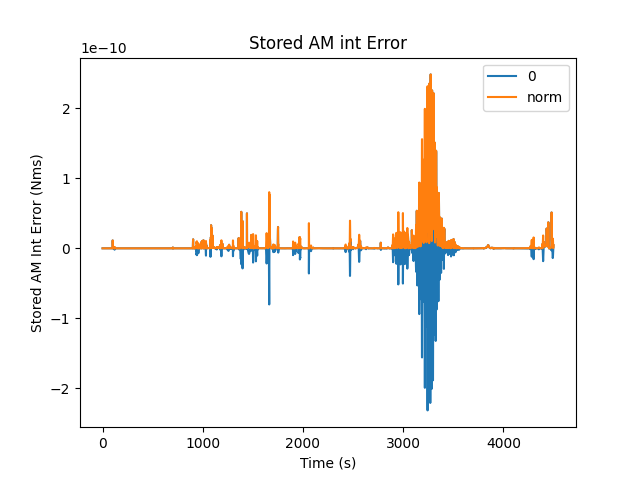 Stored AM int Error
1e−10
0
norm
2
1
0
−1
−2
Stored AM Int Error (Nms)
0
1000
2000
3000
4000
Time (s)